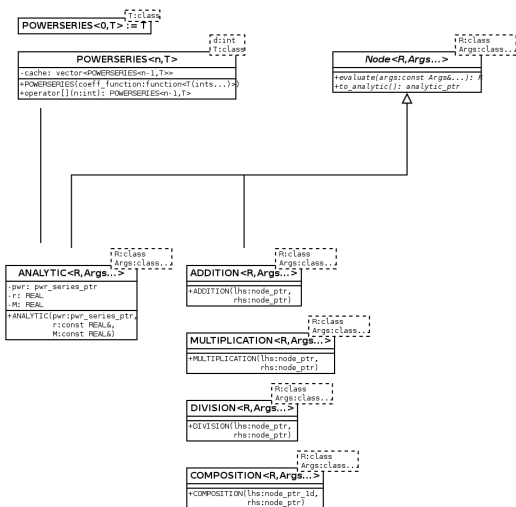 T:class
POWERSERIES<0,T> := T
d:int
T:class
POWERSERIES<n,T>
-cache: vector<POWERSERIES<n-1,T>>
+POWERSERIES(coeff_function:function<T(ints...)>)
+operator[](n:int): POWERSERIES<n-1,T>
R:class
Args:class...
Node<R,Args...>
+evaluate(args:const Args&...): R
+to_analytic(): analytic_ptr
R:class
Args:class...
ANALYTIC<R,Args...>
-pwr: pwr_series_ptr
-r: REAL
-M: REAL
+ANALYTIC(pwr:pwr_series_ptr,
r:const REAL&,
M:const REAL&)
R:class
Args:class...
ADDITION<R,Args...>
+ADDITION(lhs:node_ptr,
rhs:node_ptr)
R:class
Args:class...
MULTIPLICATION<R,Args...>
+MULTIPLICATION(lhs:node_ptr,
rhs:node_ptr)
R:class
Args:class...
DIVISION<R,Args...>
+DIVISION(lhs:node_ptr,
rhs:node_ptr)
R:class
Args:class...
COMPOSITION<R,Args...>
+COMPOSITION(lhs:node_ptr_1d,
rhs:node_ptr)